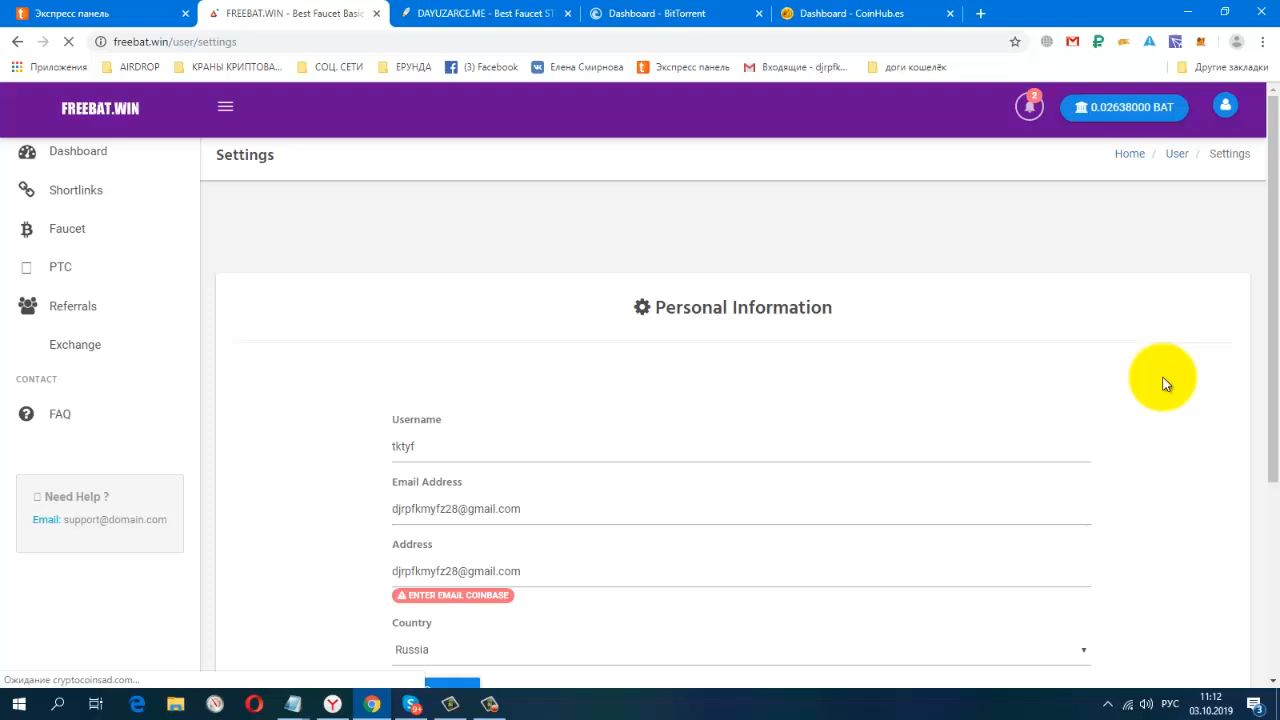 Экспресс панель
FREEBAT.WIN - Best Faucet Basic
DAYUZARCE.ME - Best Faucet ST
Dashboard - BitTorrent
Dashboard - CoinHub.es
freebat.win/user/settings
Приложения
AIRDROP
КРАНЫ КРИПТОВА...
СОЦ. СЕТИ
ЕРУНДА
(3) Facebook
Елена Смирнова
Экспресс панель
Входящие - djrpfk...
доги кошелёк
Другие закладки
FREEBAT.WIN
2
0.02638000 BAT
Dashboard
Settings
Home / User / Settings
Shortlinks
Faucet
PTC
Personal Information
Referrals
Exchange
CONTACT
FAQ
Username
tktyf
Email Address
djrpfkmyfz28@gmail.com
Need Help ?
Email: support@domain.com
Address
djrpfkmyfz28@gmail.com
ENTER EMAIL COINBASE
Country
Russia
Ожидание cryptocoinsad.com...
9+
РУС
11:12
03.10.2019
3